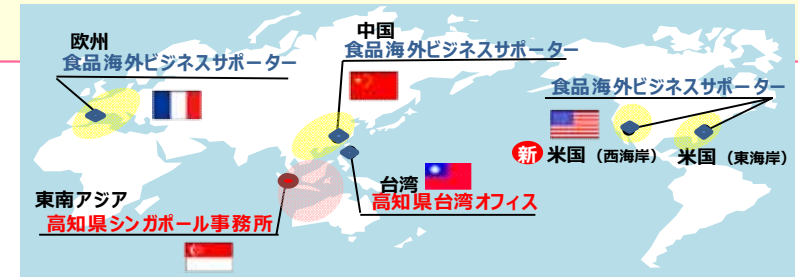 欧州
食品海外ビジネスサポーター
中国
食品海外ビジネスサポーター
食品海外ビジネスサポーター
新 米国（西海岸）
米国（東海岸）
東南アジア
高知県シンガポール事務所
台湾
高知県台湾オフィス